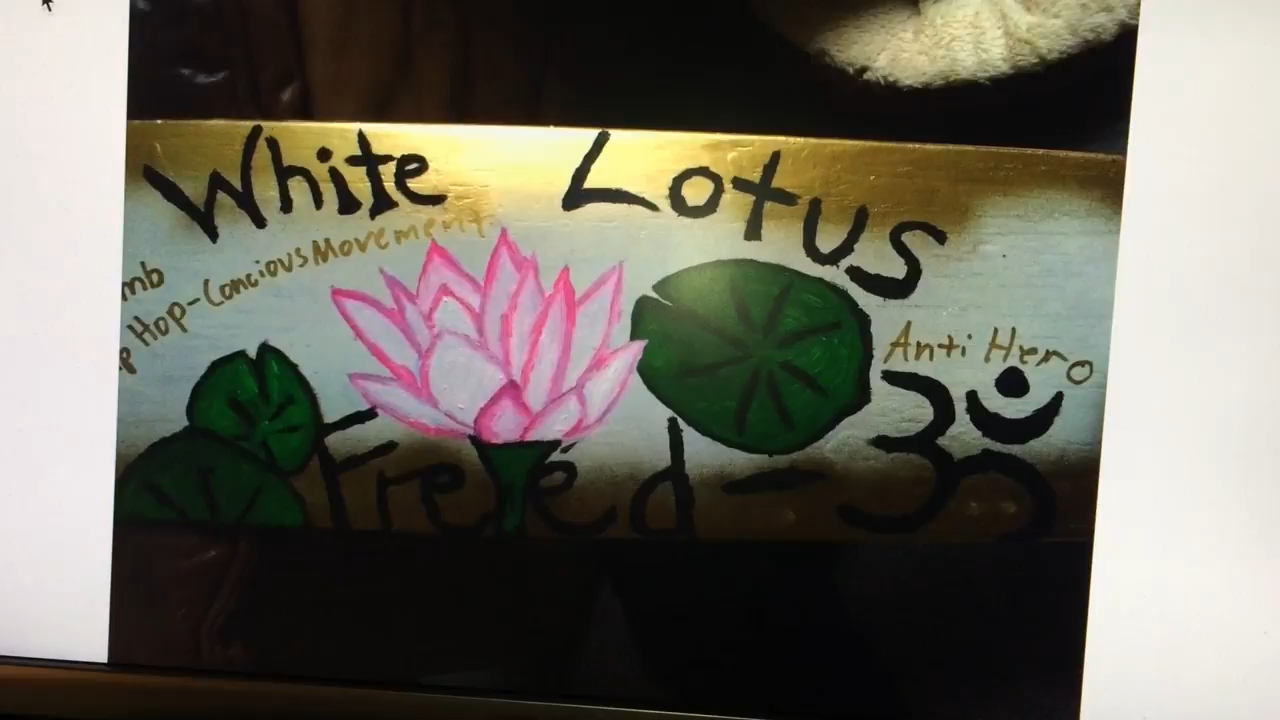 White Lotus
Hop-Concious Movement
Anti Hero
Freed - ॐ